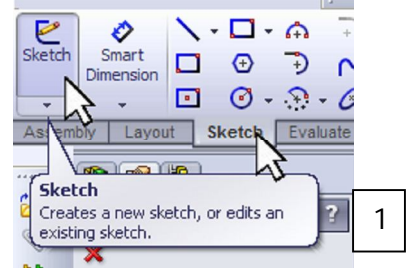 Sketch
Smart
Dimension
Assembly Layout Sketch Evaluate
Sketch
Creates a new sketch, or edits an
existing sketch.
?
1